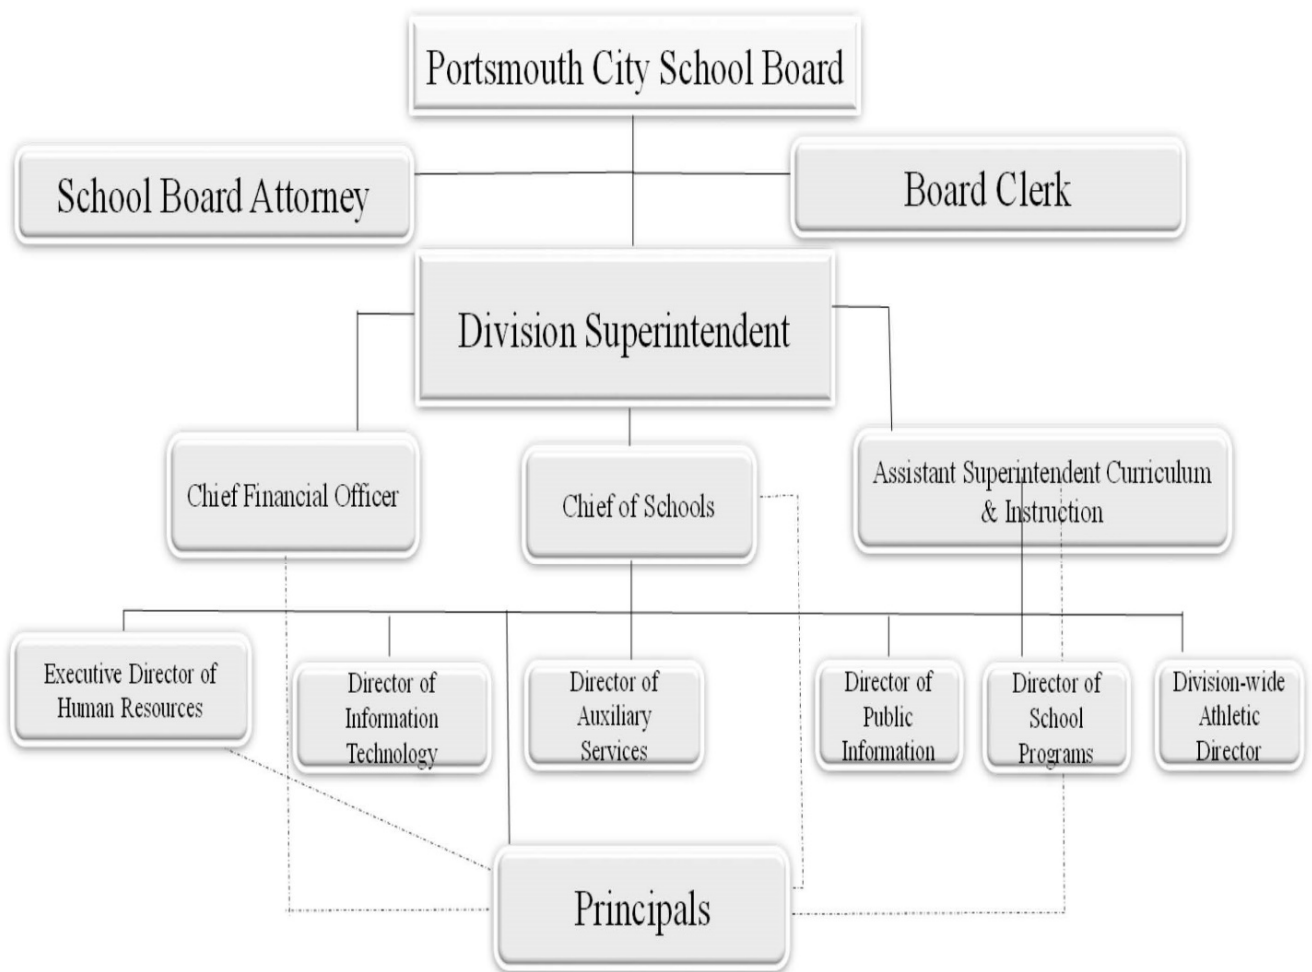 Portsmouth City School Board
School Board Attorney
Board Clerk
Division Superintendent
Chief Financial Officer
Chief of Schools
Assistant Superintendent Curriculum
& Instruction
Executive Director of
Human Resources
Director of
Information
Technology
Director of
Auxiliary
Services
Director of
Public
Information
Director of
School
Programs
Division-wide
Athletic
Director
Principals